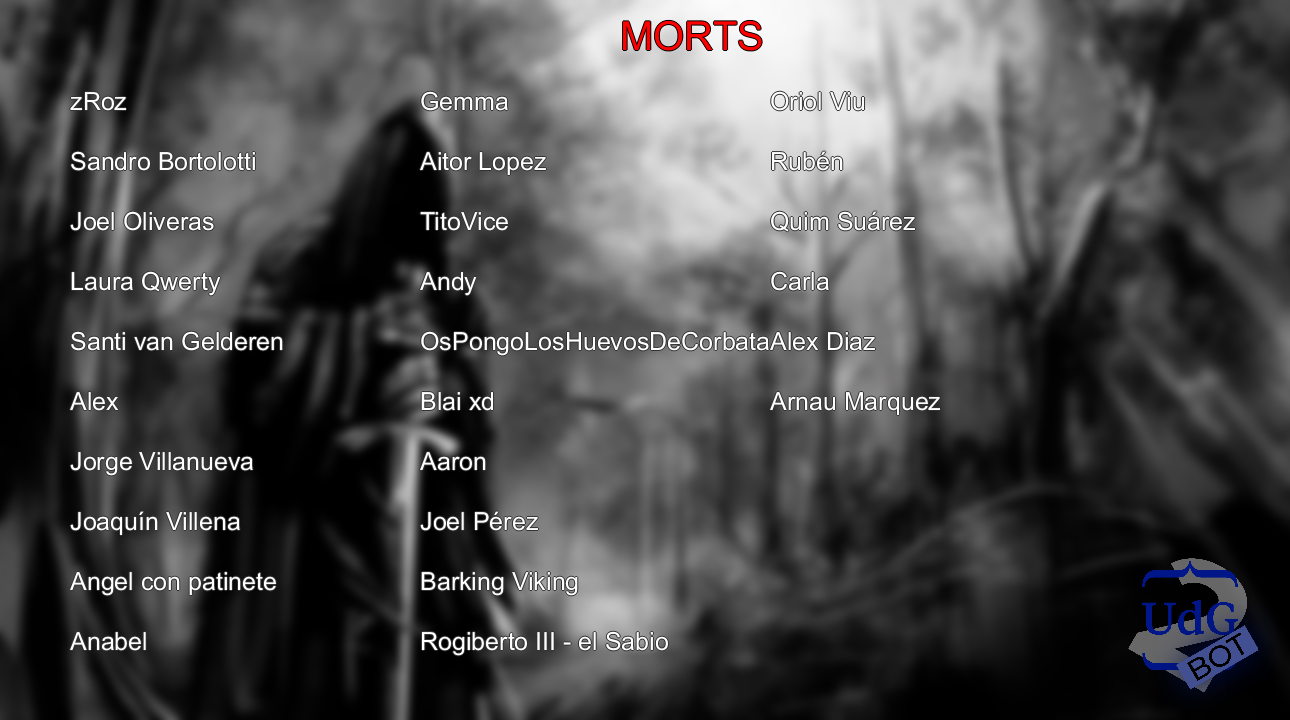 MORTS
zRoz
Sandro Bortolotti
Joel Oliveras
Laura Qwerty
Santi van Gelderen
Alex
Jorge Villanueva
Joaquín Villena
Angel con patinete
Anabel
Gemma
Aitor Lopez
TitoVice
Andy
OsPongoLosHuevosDeCorbata
Blai xd
Aaron
Joel Pérez
Barking Viking
Rogiberto III - el Sabio
Oriol Viu
Rubén
Quim Suárez
Carla
Alex Diaz
Arnau Marquez
UdG
BOT